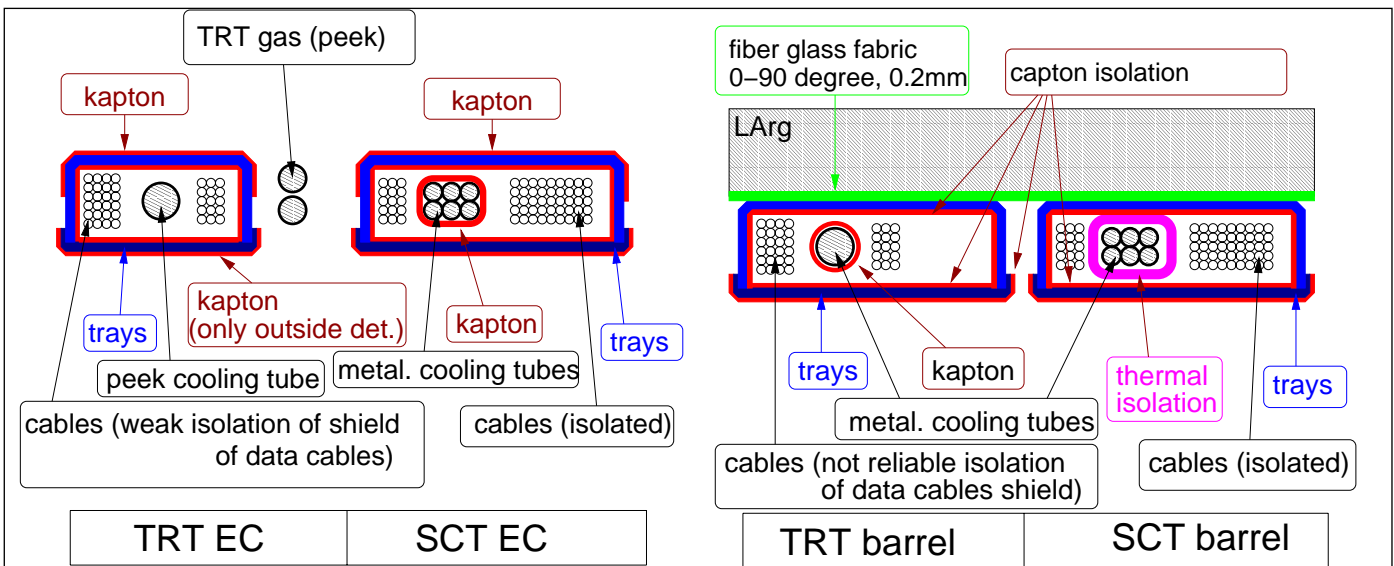 TRT gas (peek)
kapton
kapton
kapton
(only outside det.)
kapton
trays
trays
peek cooling tube
metal. cooling tubes
cables (weak isolation of shield
of data cables)
cables (isolated)
TRT EC
SCT EC
fiber glass fabric
0−90 degree, 0.2mm
capton isolation
LArg
trays
kapton
thermal
isolation
trays
metal. cooling tubes
cables (not reliable isolation
of data cables shield)
cables (isolated)
TRT barrel
SCT barrel